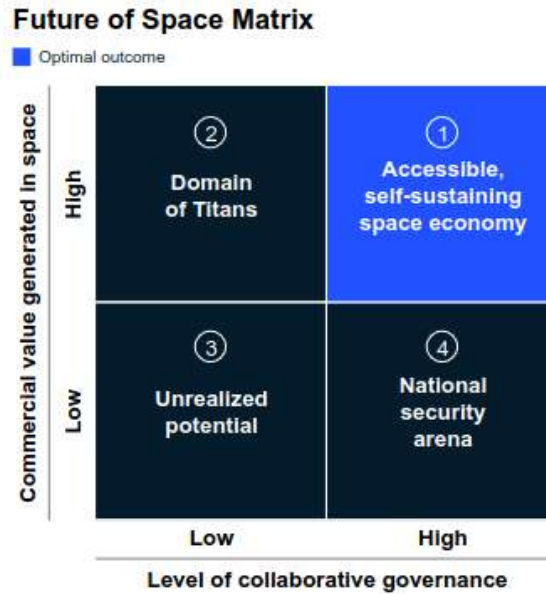 Future of Space Matrix
Optimal outcome
Commercial value generated in space
High
Low
2
Domain
of Titans
1
Accessible,
self-sustaining
space economy
3
Unrealized
potential
4
National
security
arena
Low
High
Level of collaborative governance